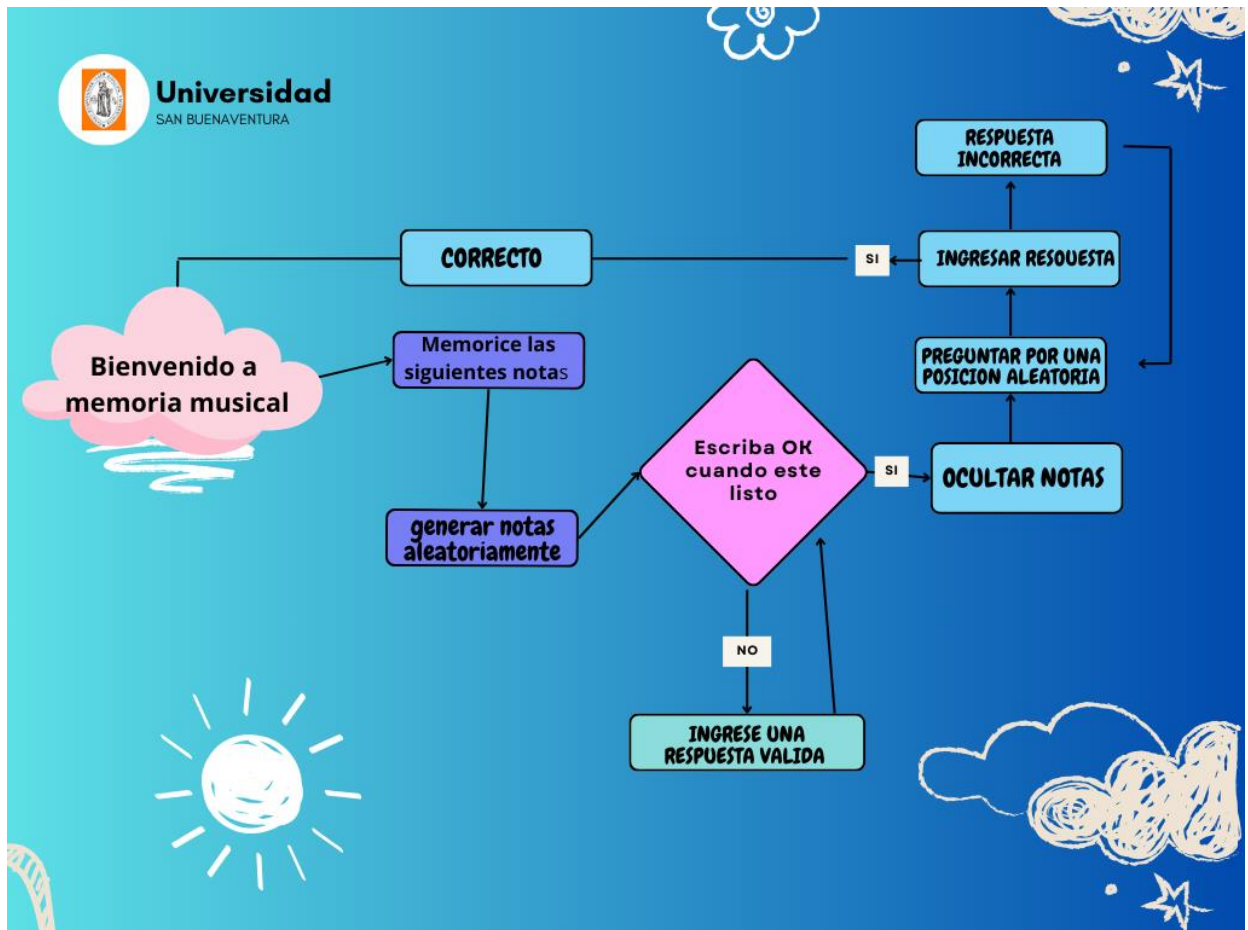 Universidad
SAN BUENAVENTURA
RESPUESTA
INCORRECTA
CORRECTO
SI
INGRESAR RESOUESTA
Bienvenido a
memoria musical
Memorice las
siguientes notas
PREGUNTAR POR UNA
POSICION ALEATORIA
Escriba OK
cuando este
listo
SI
OCULTAR NOTAS
generar notas
aleatoriamente
NO
INGRESE UNA
RESPUESTA VALIDA